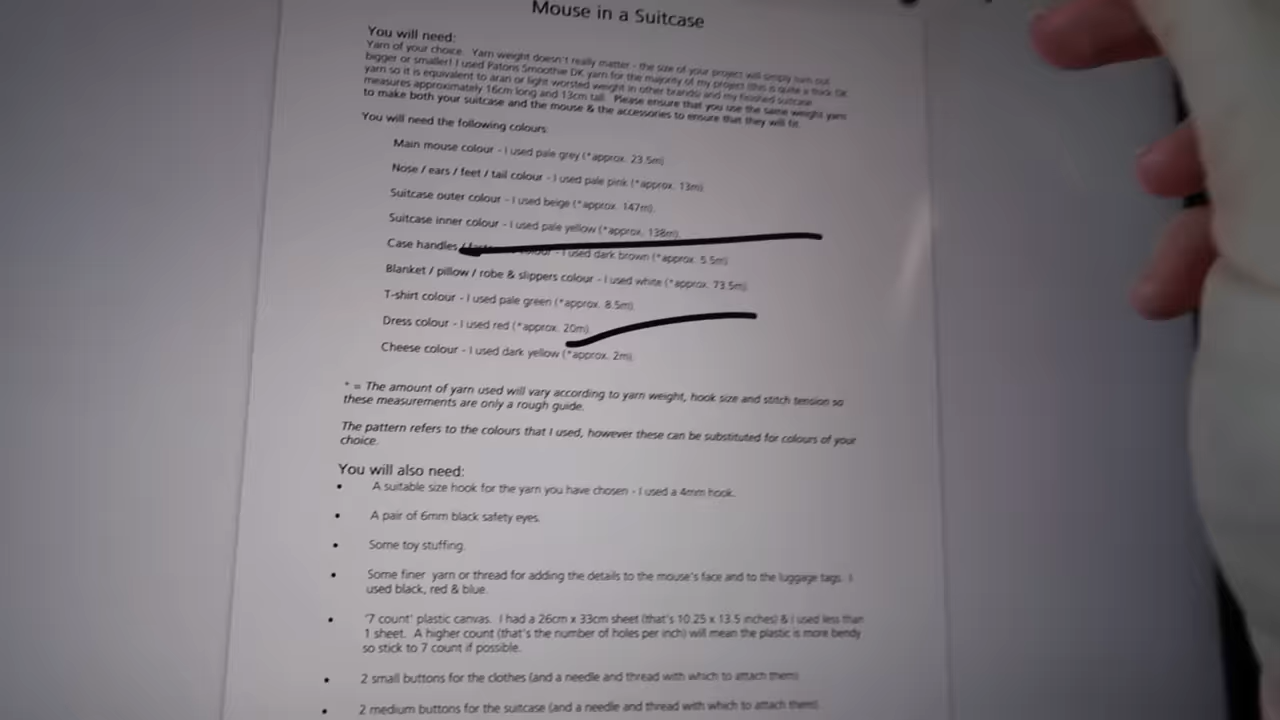 Mouse in a Suitcase
You will need:
Yarn of your choice. Yarn weight doesn't really matter - the size of your project will simply turn out
bigger or smaller! I used Patons Smoothie DK yarn for the majority of my project (this is quite a thick DK
yarn so it is equivalent to aran or light worsted weight in other brands) and my finished suitcase
measures approximately 16cm long and 13cm tall. Please ensure that you use the same weight yarn
to make both your suitcase and the mouse & the accessories to ensure that they will fit.
You will need the following colours:
Main mouse colour - I used pale grey (*approx. 23.5m)
Nose / ears / feet / tail colour - I used pale pink (*approx. 13m)
Suitcase outer colour - I used beige (*approx. 147m).
Suitcase inner colour - I used pale yellow (*approx. 138m).
Case handles / colour - I used dark brown (*approx. 5.5m)
Blanket / pillow / robe & slippers colour - I used white (*approx. 73.5m)
T-shirt colour - I used pale green (*approx. 8.5m)
Dress colour - I used red (*approx. 20m)
Cheese colour - I used dark yellow (*approx. 2m)
* = The amount of yarn used will vary according to yarn weight, hook size and stitch tension so
these measurements are only a rough guide.
The pattern refers to the colours that I used, however these can be substituted for colours of your
choice.
You will also need:
• A suitable size hook for the yarn you have chosen - I used a 4mm hook.
• A pair of 6mm black safety eyes.
• Some toy stuffing.
• Some finer yarn or thread for adding the details to the mouse's face and to the luggage tags. I
used black, red & blue.
• '7 count' plastic canvas. I had a 26cm x 33cm sheet (that's 10.25 x 13.5 inches) & I used less than
1 sheet. A higher count (that's the number of holes per inch) will mean the plastic is more bendy
so stick to 7 count if possible.
• 2 small buttons for the clothes (and a needle and thread with which to attach them)
• 2 medium buttons for the suitcase (and a needle and thread with which to attach them).